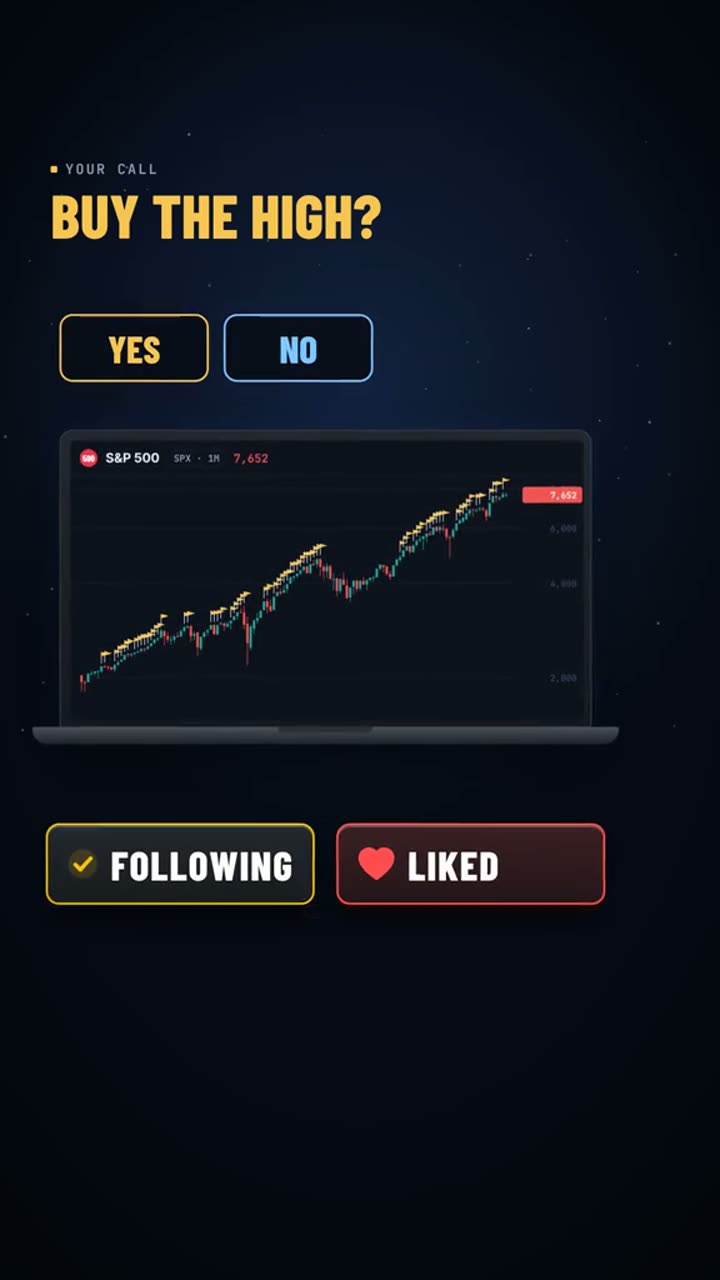 YOUR CALL
BUY THE HIGH?
YES NO
500 S&P 500 SPX · 1M 7,652
7,652
6,000
4,000
2,000
FOLLOWING LIKED